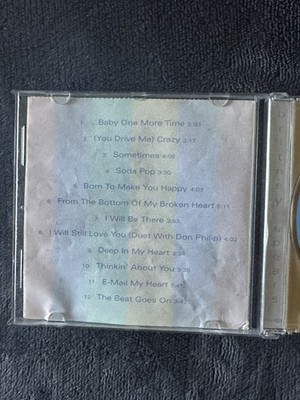 1. ...Baby One More Time 3:30
2. (You Drive Me) Crazy 3:17
3. Sometimes 4:05
4. Soda Pop 3:20
5. Born To Make You Happy 4:03
6. From The Bottom Of My Broken Heart 5:11
7. I Will Be There 3:53
8. I Will Still Love You (Duet With Don Philip) 4:02
9. Deep In My Heart 3:34
10. Thinkin' About You 3:35
11. E-Mail My Heart 3:41
12. The Beat Goes On 3:43